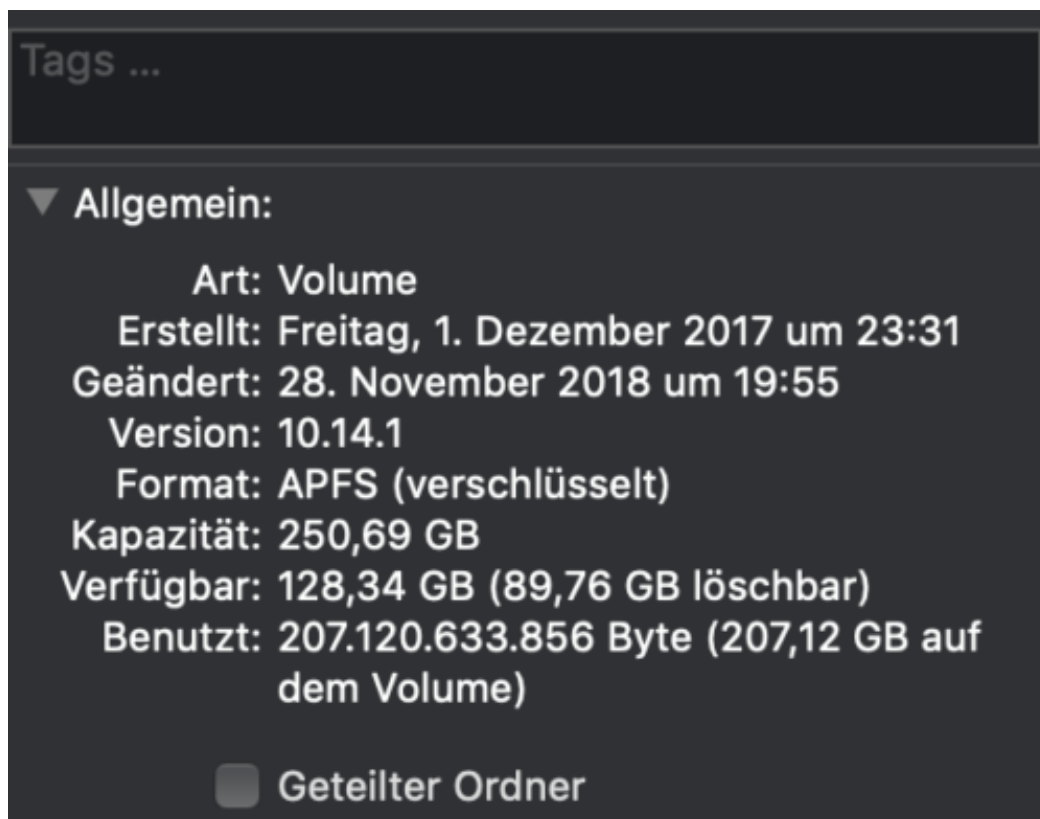 Tags ...
Allgemein:
Art: Volume
Erstellt: Freitag, 1. Dezember 2017 um 23:31
Geändert: 28. November 2018 um 19:55
Version: 10.14.1
Format: APFS (verschlüsselt)
Kapazität: 250,69 GB
Verfügbar: 128,34 GB (89,76 GB löschbar)
Benutzt: 207.120.633.856 Byte (207,12 GB auf
dem Volume)
Geteilter Ordner